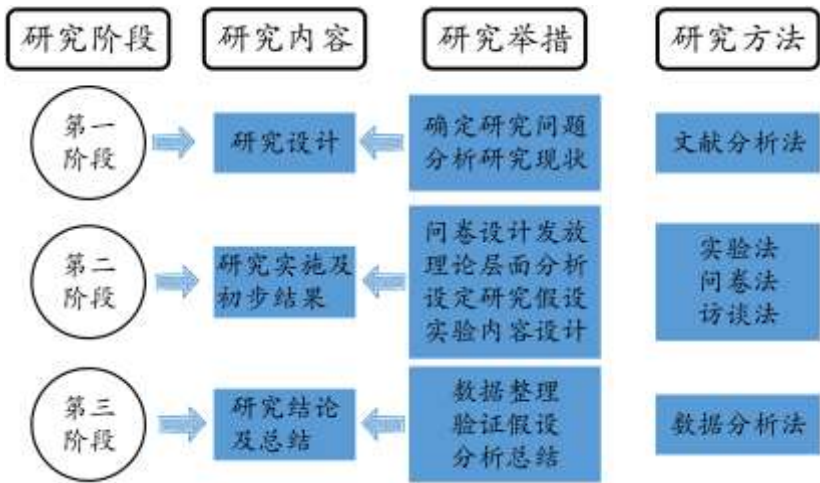 研究阶段
研究内容
研究举措
研究方法
第一
阶段
研究设计
确定研究问题
分析研究现状
文献分析法
第二
阶段
研究实施及
初步结果
问卷设计发放
理论层面分析
设定研究假设
实验内容设计
实验法
问卷法
访谈法
第三
阶段
研究结论
及总结
数据整理
验证假设
分析总结
数据分析法